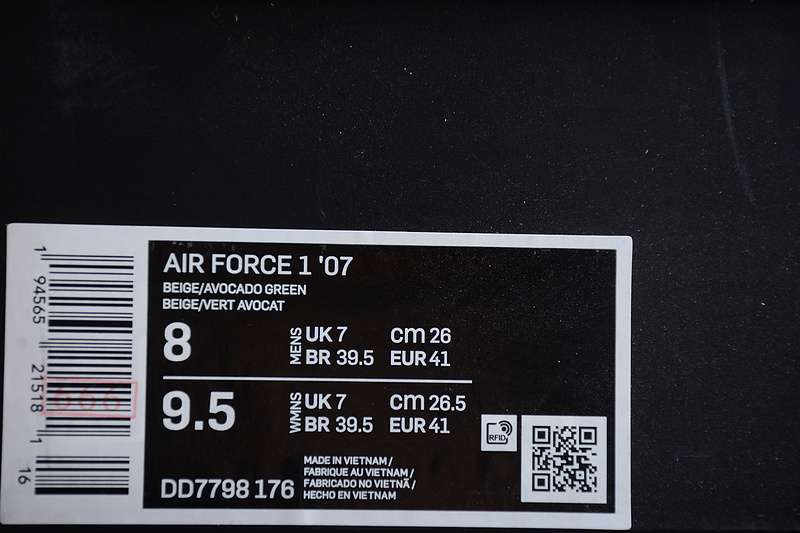 AIR FORCE 1 '07
BEIGE/AVOCADO GREEN
BEIGE/VERT AVOCAT
8 MENS UK 7 cm 26
BR 39.5 EUR 41
9.5 WMNS UK 7 cm 26.5
BR 39.5 EUR 41
RFID
MADE IN VIETNAM /
FABRIQUE AU VIETNAM /
FABRICADO NO VIETNÃ /
HECHO EN VIETNAM
DD7798 176
1 94565 21518 1 16
666